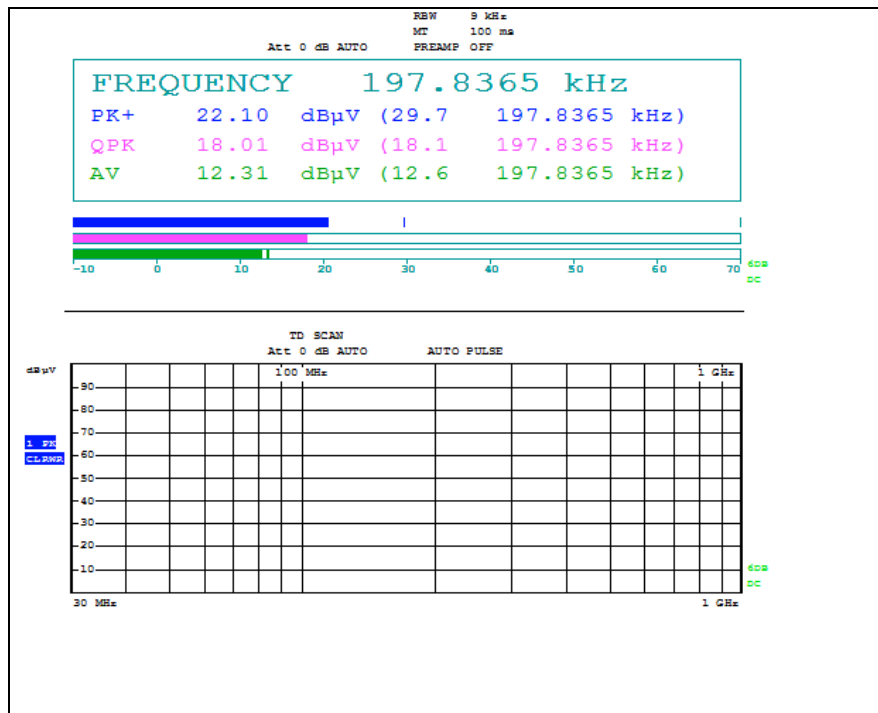 RBW 9 kHz
MT 100 ms
Att 0 dB AUTO PREAMP OFF
FREQUENCY 197.8365 kHz
PK+ 22.10 dBµV (29.7 197.8365 kHz)
QPK 18.01 dBµV (18.1 197.8365 kHz)
AV 12.31 dBµV (12.6 197.8365 kHz)
-10 0 10 20 30 40 50 60 70
6DB
DC
TD SCAN
Att 0 dB AUTO AUTO PULSE
dBµV
100 MHz 1 GHz
90
80
70
1 PK
CLRWR
60
50
40
30
20
10
6DB
DC
30 MHz 1 GHz